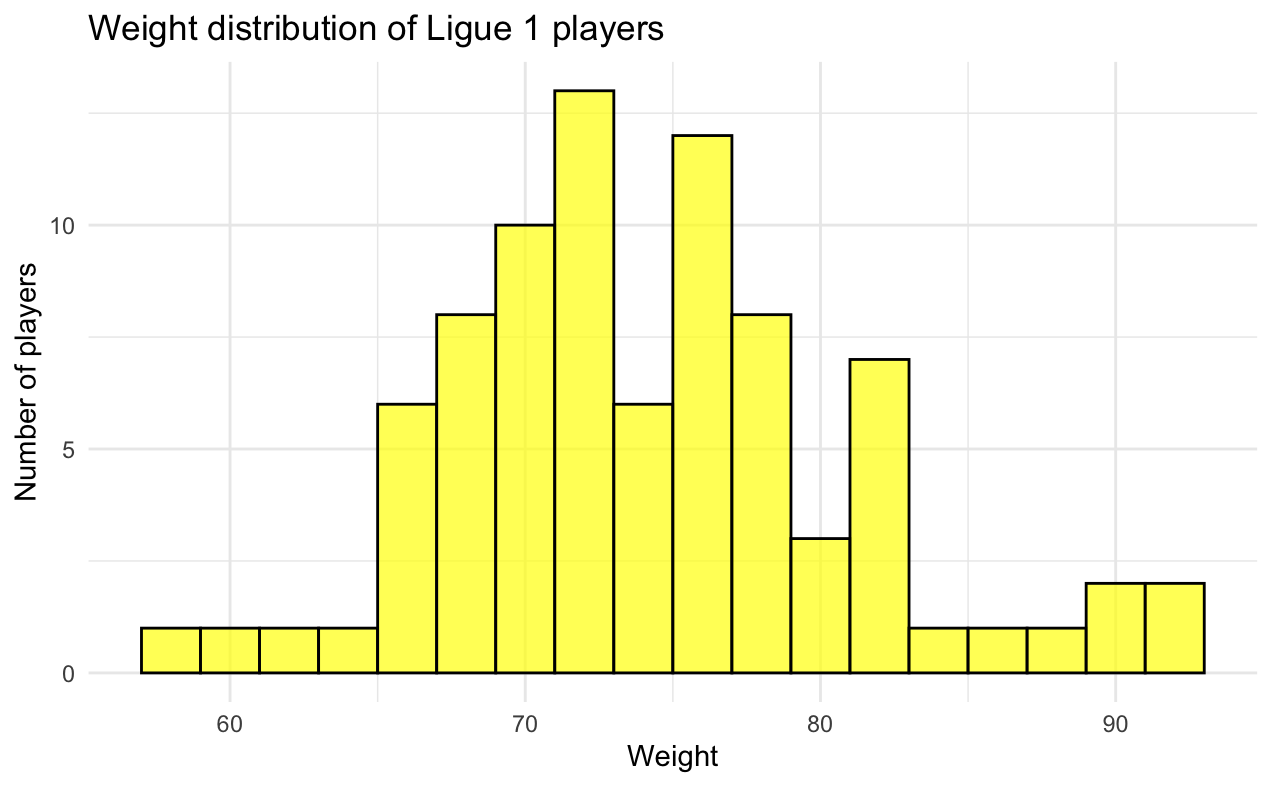 Weight distribution of Ligue 1 players
Number of players
10
5
0
60 70 80 90
Weight